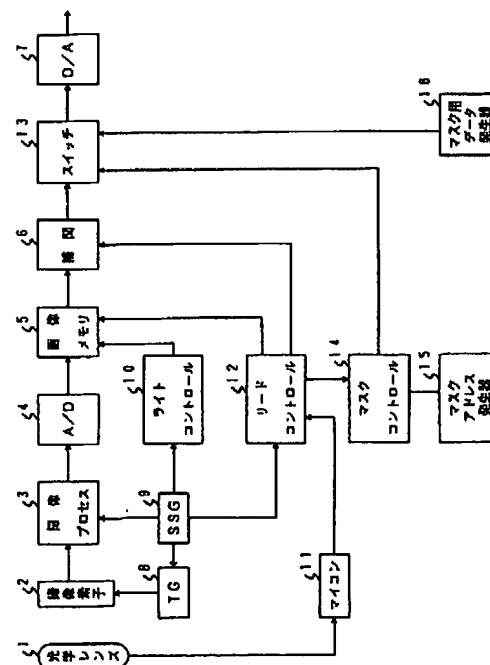 1
光学レンズ
2
撮像素子
3
画像
プロセス
4
A/D
5
画像
メモリ
6
補間
13
スイッチ
7
D/A
8
TG
9
SSG
10
ライト
コントロール
11
マイコン
12
リード
コントロール
14
マスク
コントロール
15
マスク
アドレス
発生器
16
マスク用
データ
発生器